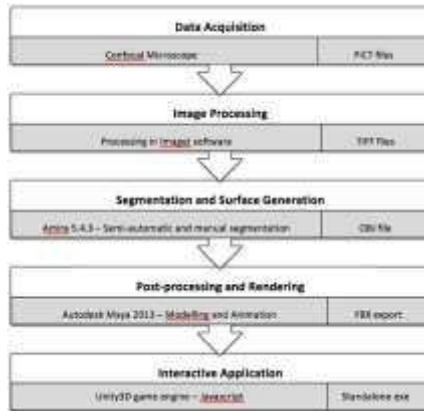 Data Acquisition
Confocal Microscope PICT files
Image Processing
Processing in ImageJ software TIFF files
Segmentation and Surface Generation
Amira 5.4.3 – Semi-automatic and manual segmentation OBJ file
Post-processing and Rendering
Autodesk Maya 2013 – Modelling and Animation FBX export
Interactive Application
Unity3D game engine – Javascript Standalone exe